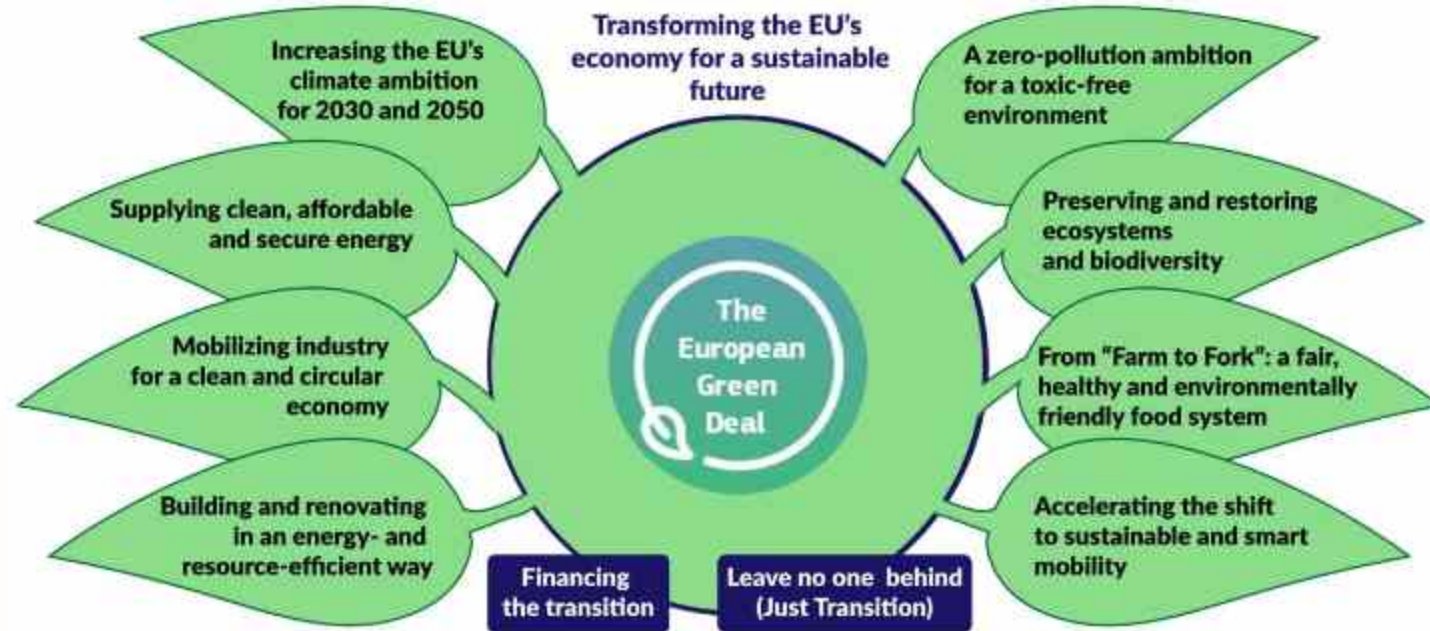 Transforming the EU's
economy for a sustainable
future
Increasing the EU's
climate ambition
for 2030 and 2050
Supplying clean, affordable
and secure energy
Mobilizing industry
for a clean and circular
economy
Building and renovating
in an energy- and
resource-efficient way
The
European
Green
Deal
A zero-pollution ambition
for a toxic-free
environment
Preserving and restoring
ecosystems
and biodiversity
From "Farm to Fork": a fair,
healthy and environmentally
friendly food system
Accelerating the shift
to sustainable and smart
mobility
Financing
the transition
Leave no one behind
(Just Transition)